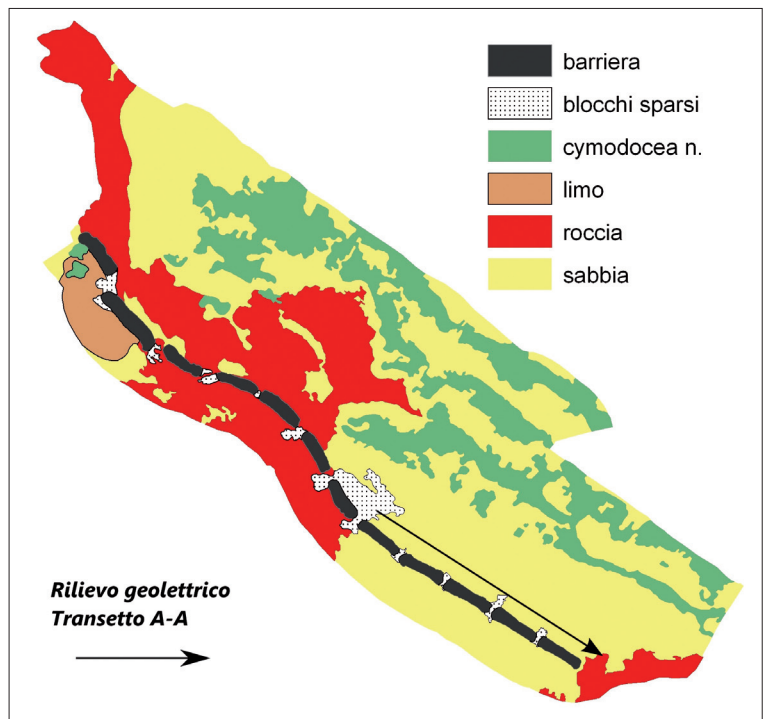 barriera
blocchi sparsi
cymodocea n.
limo
roccia
sabbia
Rilievo geolettrico
Transetto A-A